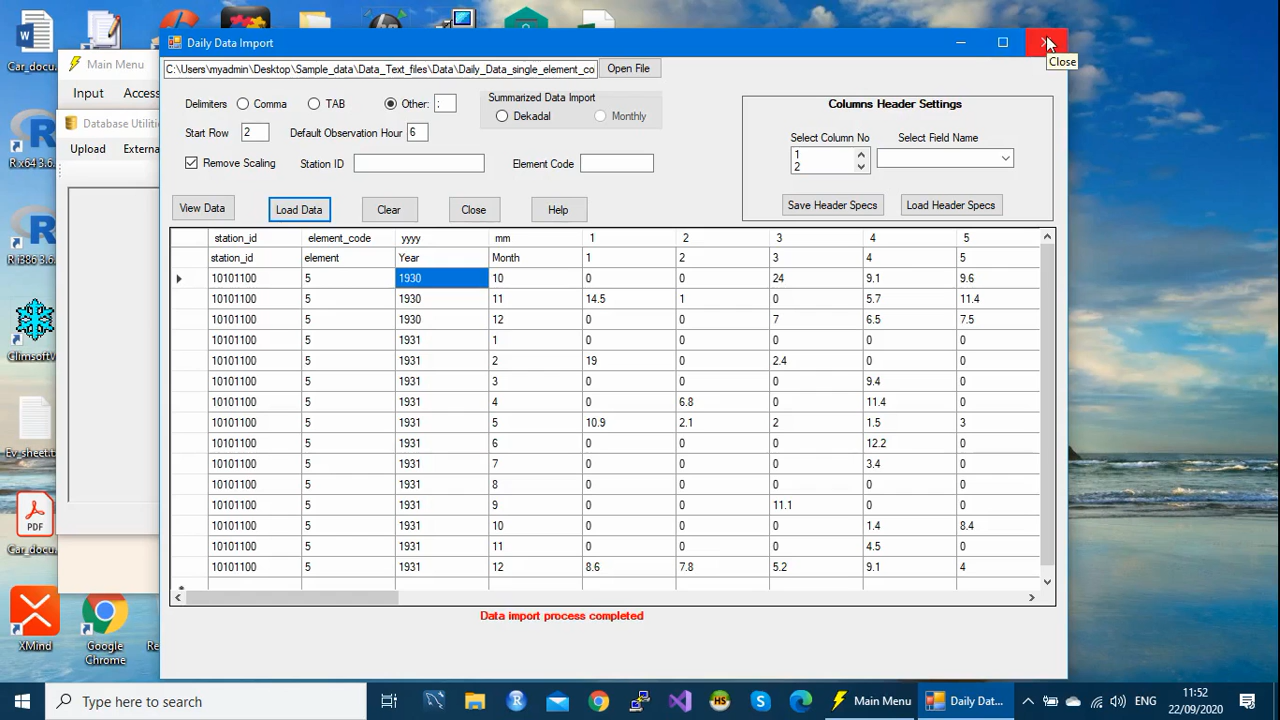 Daily Data Import
Close
Main Menu
Input Access
Database Utilities
Upload Externa
C:\Users\myadmin\Desktop\Sample_data\Data_Text_files\Data\Daily_Data_single_element_co Open File
Delimiters Comma TAB Other: ;
Summarized Data Import
Dekadal Monthly
Start Row 2 Default Observation Hour 6
Remove Scaling Station ID Element Code
Columns Header Settings
Select Column No Select Field Name
1
2
Save Header Specs Load Header Specs
View Data Load Data Clear Close Help
station_id element_code yyyy mm 1 2 3 4 5
station_id element Year Month 1 2 3 4 5
10101100 5 1930 10 0 0 24 9.1 9.6
10101100 5 1930 11 14.5 1 0 5.7 11.4
10101100 5 1930 12 0 0 7 6.5 7.5
10101100 5 1931 1 0 0 0 0 0
10101100 5 1931 2 19 0 2.4 0 0
10101100 5 1931 3 0 0 0 9.4 0
10101100 5 1931 4 0 6.8 0 11.4 0
10101100 5 1931 5 10.9 2.1 2 1.5 3
10101100 5 1931 6 0 0 0 12.2 0
10101100 5 1931 7 0 0 0 3.4 0
10101100 5 1931 8 0 0 0 0 0
10101100 5 1931 9 0 0 11.1 0 0
10101100 5 1931 10 0 0 0 1.4 8.4
10101100 5 1931 11 0 0 0 4.5 0
10101100 5 1931 12 8.6 7.8 5.2 9.1 4
Data import process completed
Car_docu.
R x64 3.6.
R i386 3.6.
Ev_sheet.t
PDF
Car_docu.
XMind
Google
Chrome
Type here to search
Main Menu
Daily Dat...
ENG
11:52
22/09/2020